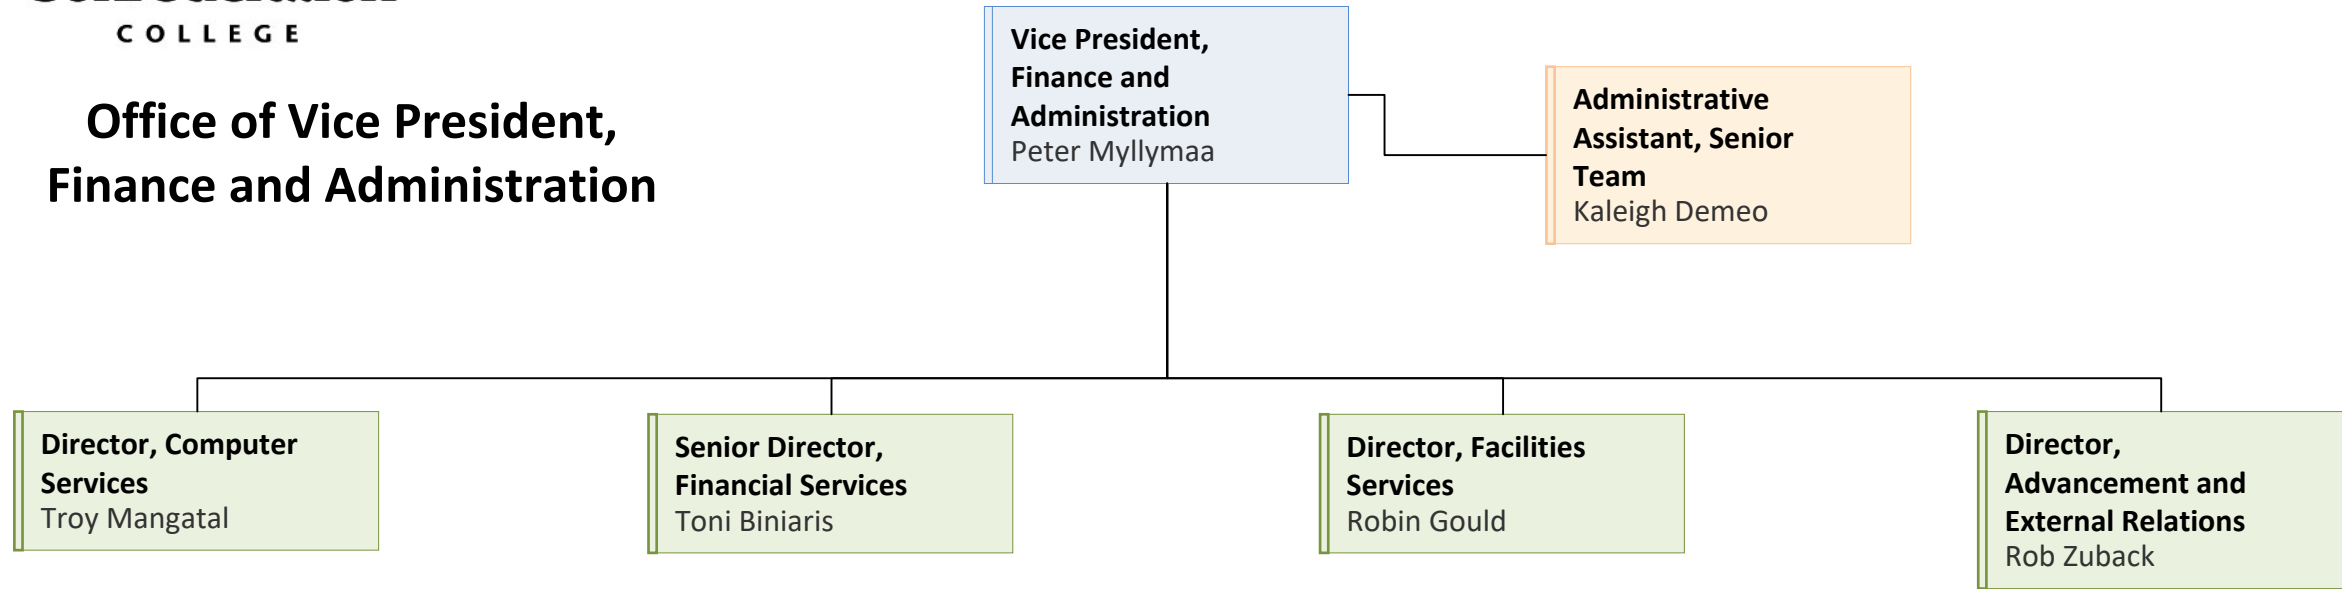 COLLEGE
Office of Vice President,
Finance and Administration
Vice President,
Finance and
Administration
Peter Myllymaa
Administrative
Assistant, Senior
Team
Kaleigh Demeo
Director, Computer
Services
Troy Mangatal
Senior Director,
Financial Services
Toni Biniaris
Director, Facilities
Services
Robin Gould
Director,
Advancement and
External Relations
Rob Zuback